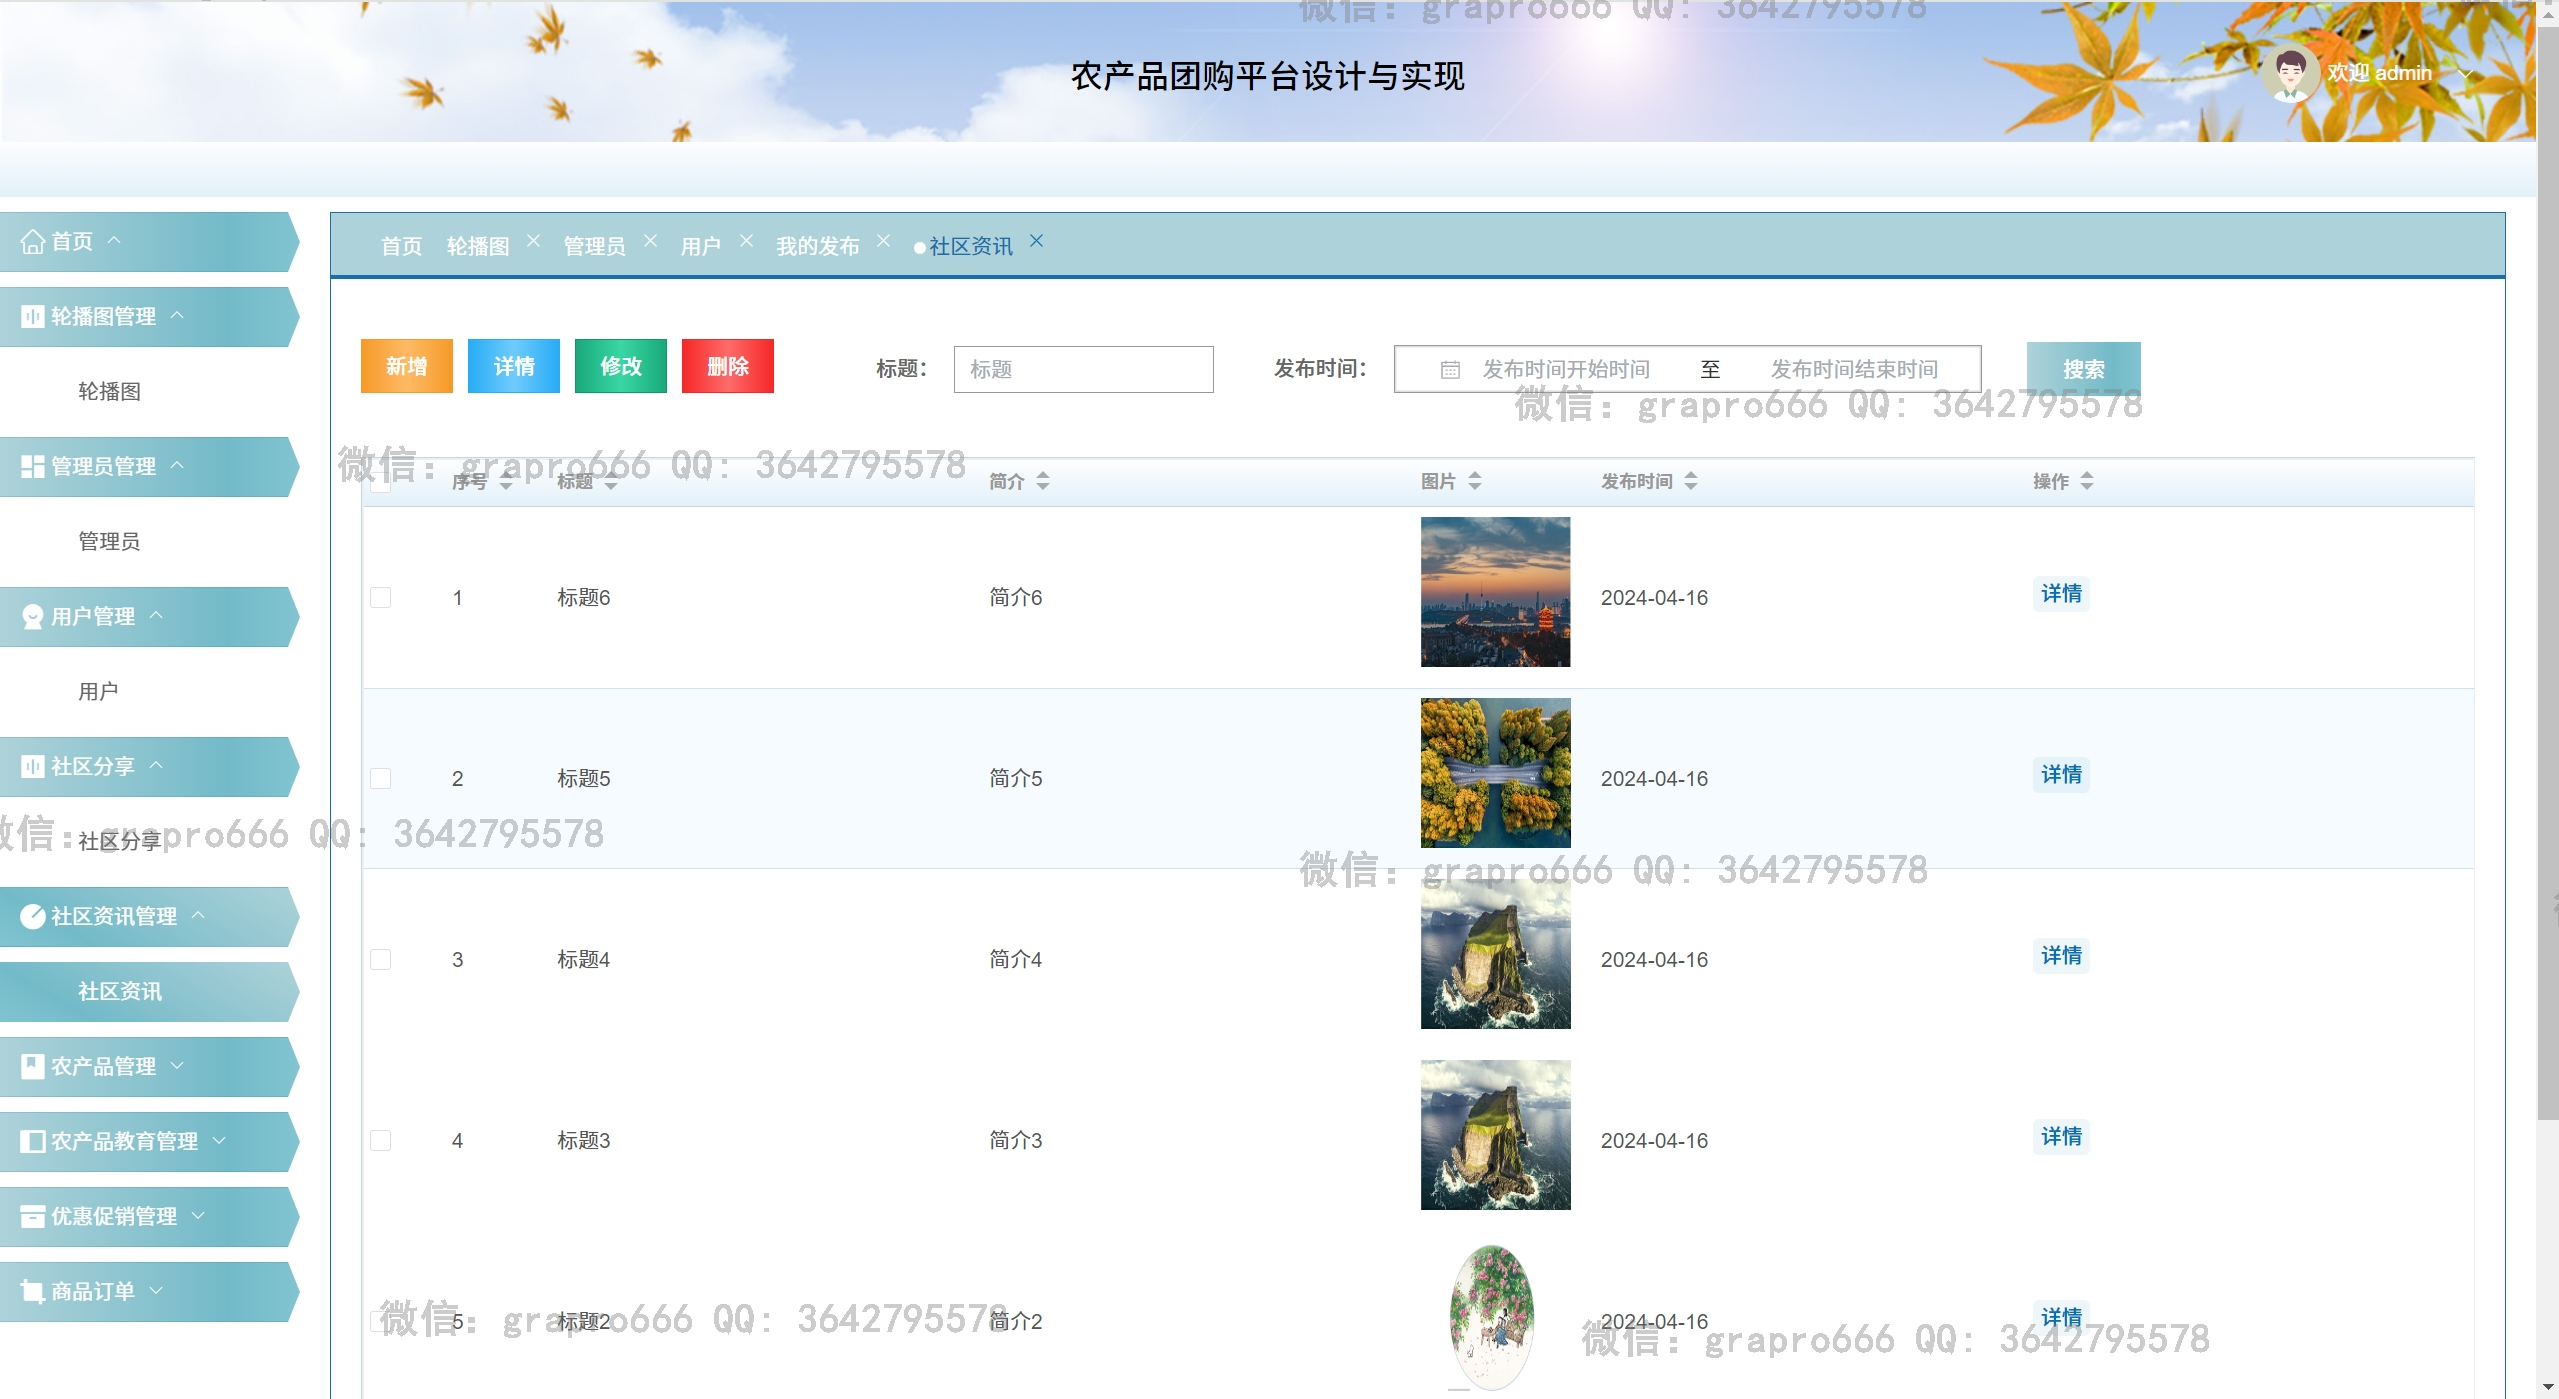 微信: grapro666 QQ: 3642795578
农产品团购平台设计与实现
欢迎 admin
首页
轮播图管理
轮播图
管理员管理
管理员
用户管理
用户
社区分享
社区分享
社区资讯管理
社区资讯
农产品管理
农产品教育管理
优惠促销管理
商品订单
首页 轮播图 管理员 用户 我的发布 社区资讯
新增 详情 修改 删除 标题: 标题 发布时间: 发布时间开始时间 至 发布时间结束时间 搜索
微信: grapro666 QQ: 3642795578
微信: grapro666 QQ: 3642795578
序号 标题 简介 图片 发布时间 操作
1 标题6 简介6 2024-04-16 详情
2 标题5 简介5 2024-04-16 详情
微信: grapro666 QQ: 3642795578
微信: grapro666 QQ: 3642795578
3 标题4 简介4 2024-04-16 详情
4 标题3 简介3 2024-04-16 详情
5 标题2 简介2 2024-04-16 详情
微信: grapro666 QQ: 3642795578
微信: grapro666 QQ: 3642795578